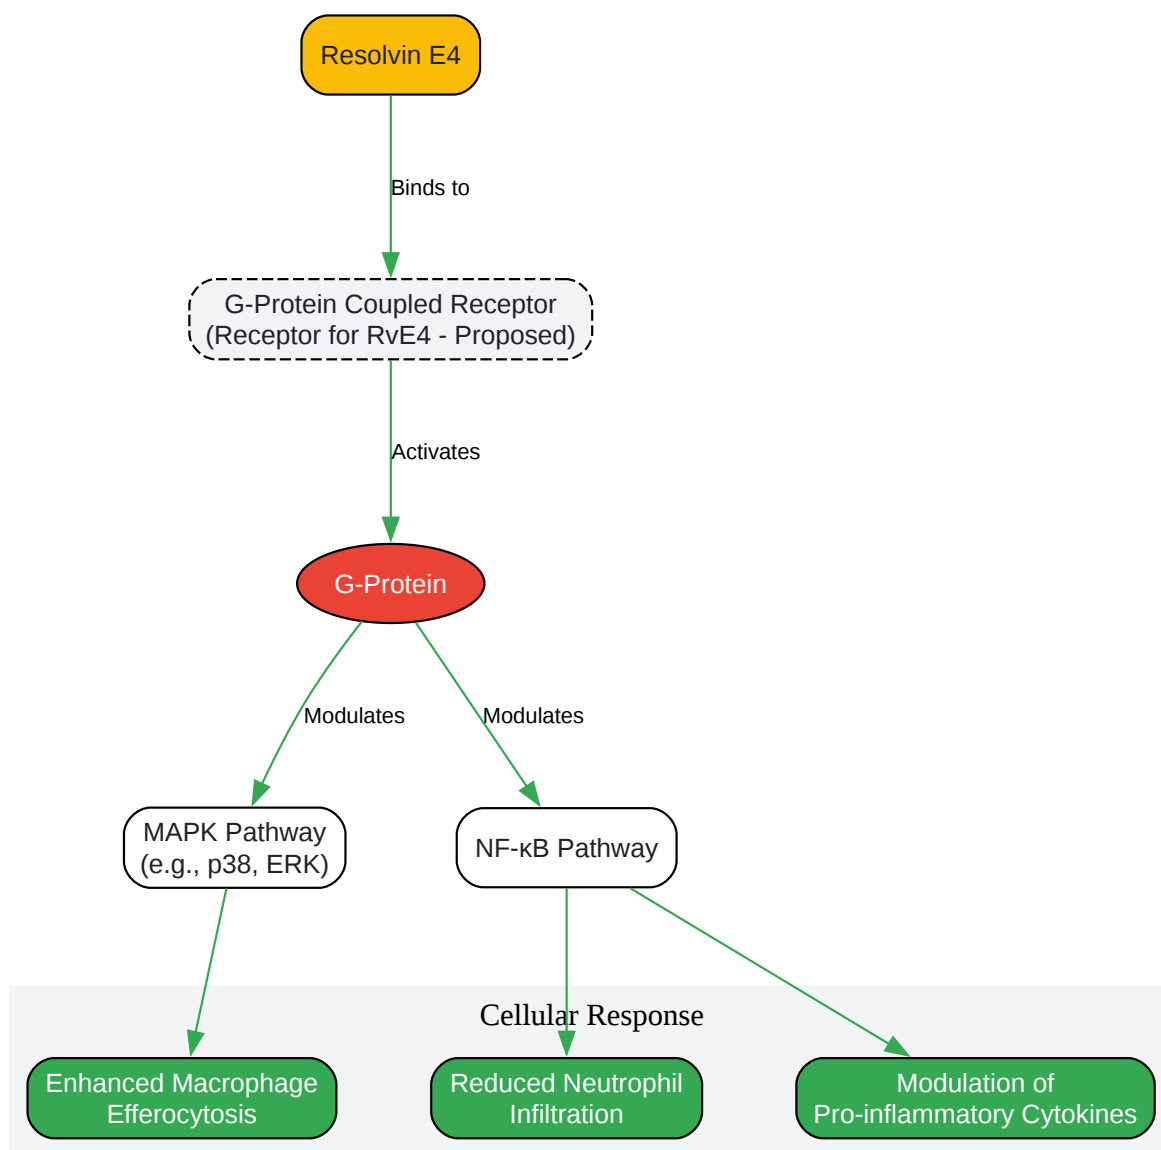 Resolvin E4
Binds to
G-Protein Coupled Receptor
(Receptor for RvE4 - Proposed)
Activates
G-Protein
Modulates
Modulates
MAPK Pathway
(e.g., p38, ERK)
NF-κB Pathway
Cellular Response
Enhanced Macrophage
Efferocytosis
Reduced Neutrophil
Infiltration
Modulation of
Pro-inflammatory Cytokines